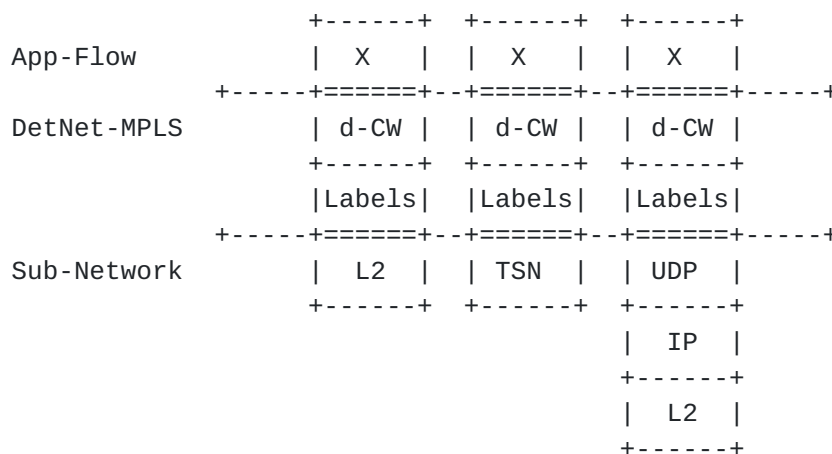 +------+  +------+  +------+
App-Flow              |  X   |  |  X   |  |  X   |
                +-----+======+--+======+--+======+-----+
DetNet-MPLS           | d-CW |  | d-CW |  | d-CW |
                      +------+  +------+  +------+
                      |Labels|  |Labels|  |Labels|
                +-----+======+--+======+--+======+-----+
Sub-Network           |  L2  |  | TSN  |  | UDP  |
                      +------+  +------+  +------+
                                          |  IP  |
                                          +------+
                                          |  L2  |
                                          +------+